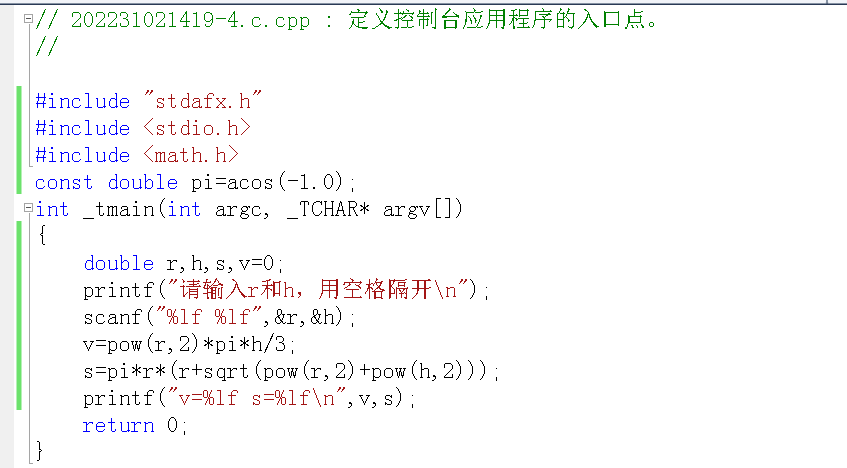 // 202231021419-4.c.cpp : 定义控制台应用程序的入口点。
//
#include "stdafx.h"
#include <stdio.h>
#include <math.h>
const double pi=acos(-1.0);
int _tmain(int argc, _TCHAR* argv[])
{
double r,h,s,v=0;
printf("请输入r和h，用空格隔开\n");
scanf("%lf %lf",&r,&h);
v=pow(r,2)*pi*h/3;
s=pi*r*(r+sqrt(pow(r,2)+pow(h,2)));
printf("v=%lf s=%lf\n",v,s);
return 0;
}